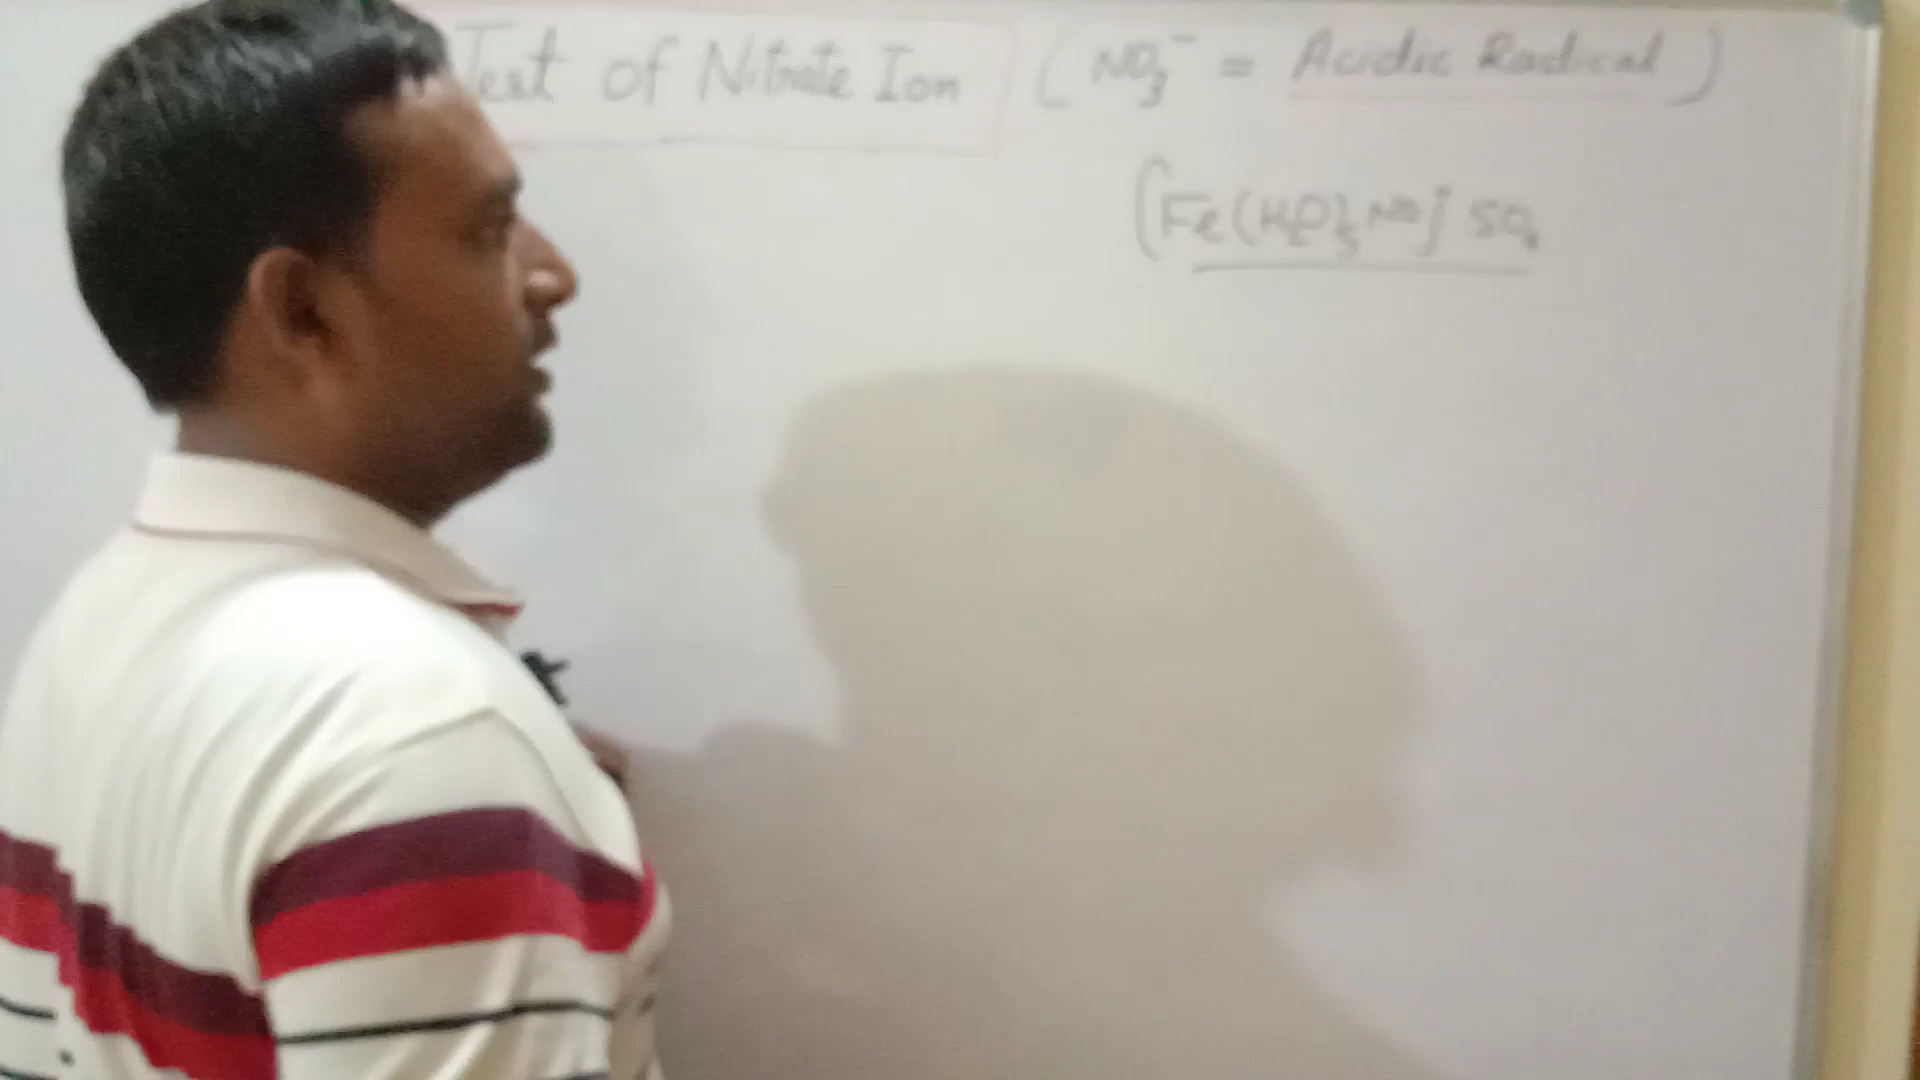 Test of Nitrate Ion ( NO₃⁻ = Acidic Radical )
[Fe(H₂O)₅NO] SO₄